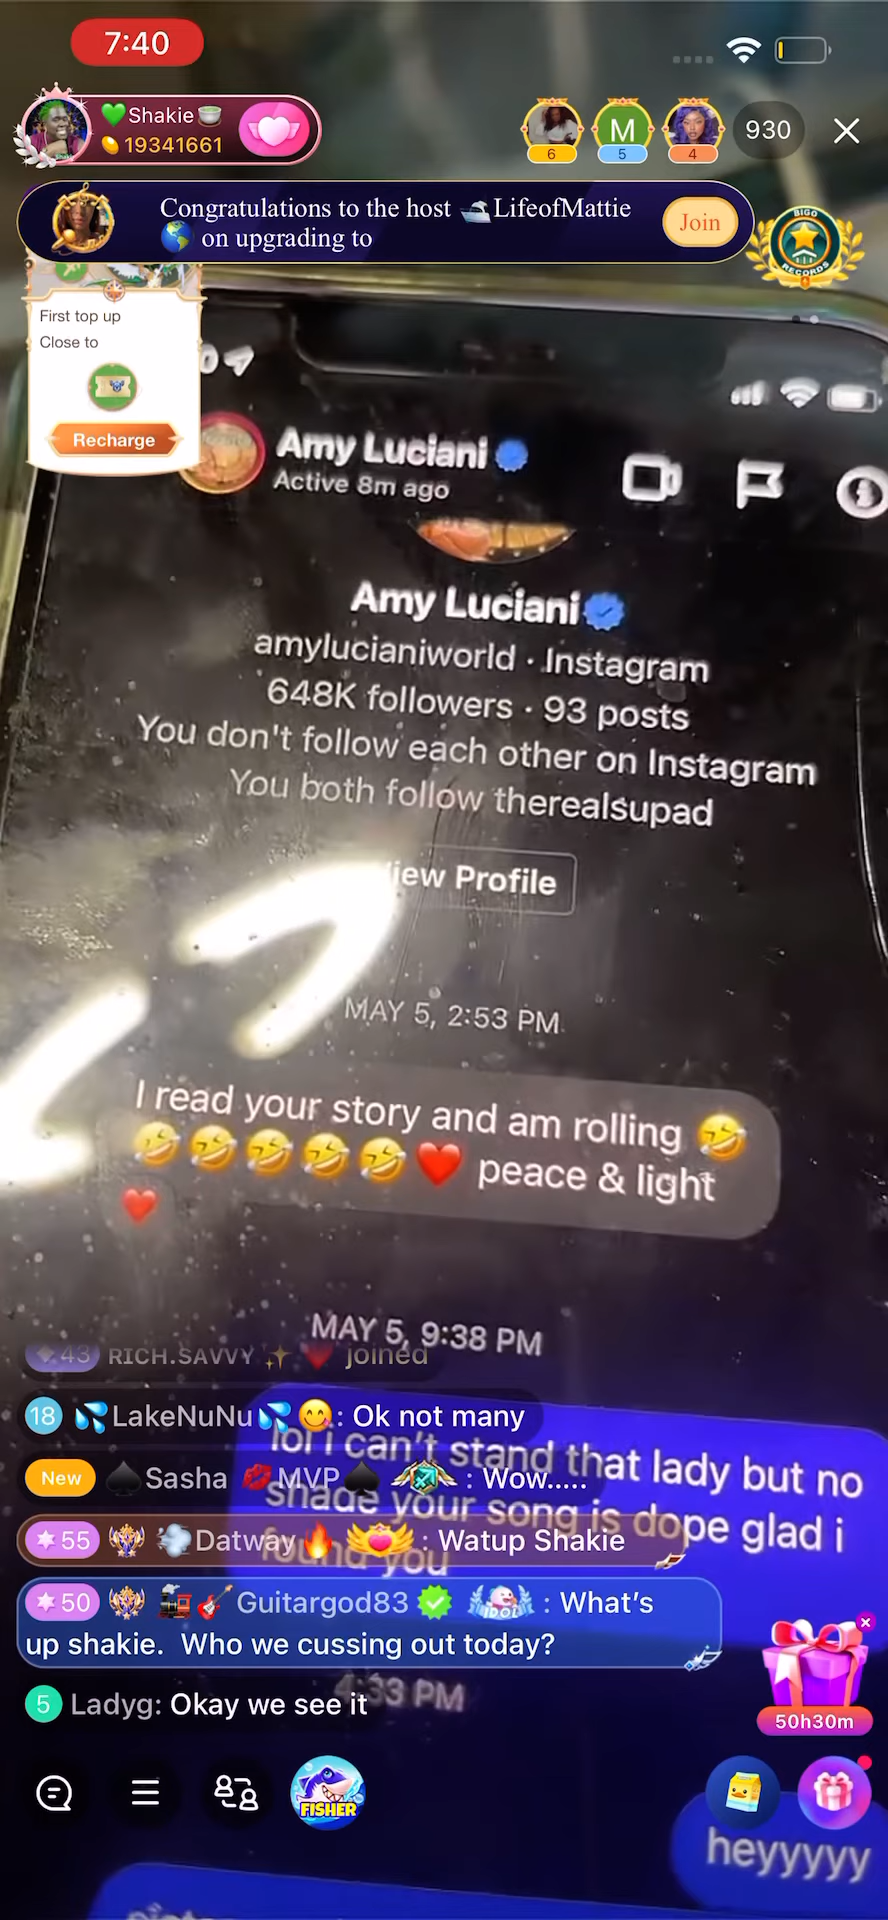 7:40
💚Shakie🍵
19341661
6
M
5
4
930
Congratulations to the host 🛥️LifeofMattie
🌎 on upgrading to
Join
BIGO
RECORDS
First top up
Close to
Recharge
Amy Luciani
Active 8m ago
Amy Luciani
amylucianiworld · Instagram
648K followers · 93 posts
You don't follow each other on Instagram
You both follow therealsupad
Profile
MAY 5, 2:53 PM
I read your story and am rolling 🤣
🤣🤣🤣🤣🤣❤️ peace & light
❤️
MAY 5, 9:38 PM
43 RICH.SAVVY ✨ ❤️ joined
18 💦LakeNuNu💦😋: Ok not many
lol i can't stand that lady but no
New ♠️Sasha 💋MVP♠️ : Wow.....
shade your song is dope glad i
55 💨Datway🔥 : Watup Shakie
found you
50 🚂🎸 Guitargod83 IDOL : What's
up shakie. Who we cussing out today?
5 Ladyg: Okay we see it
:33 PM
50h30m
FISHER
heyyyyy